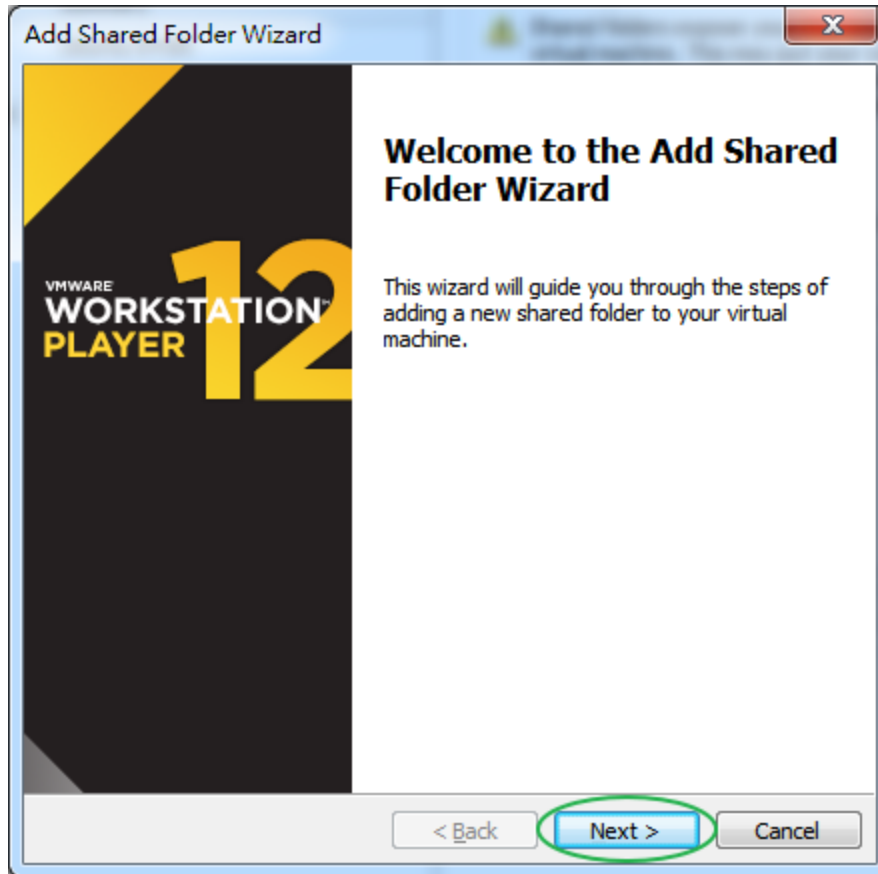 Add Shared Folder Wizard
Welcome to the Add Shared
Folder Wizard
This wizard will guide you through the steps of
adding a new shared folder to your virtual
machine.
VMWARE
WORKSTATION™
PLAYER 12
< Back
Next >
Cancel